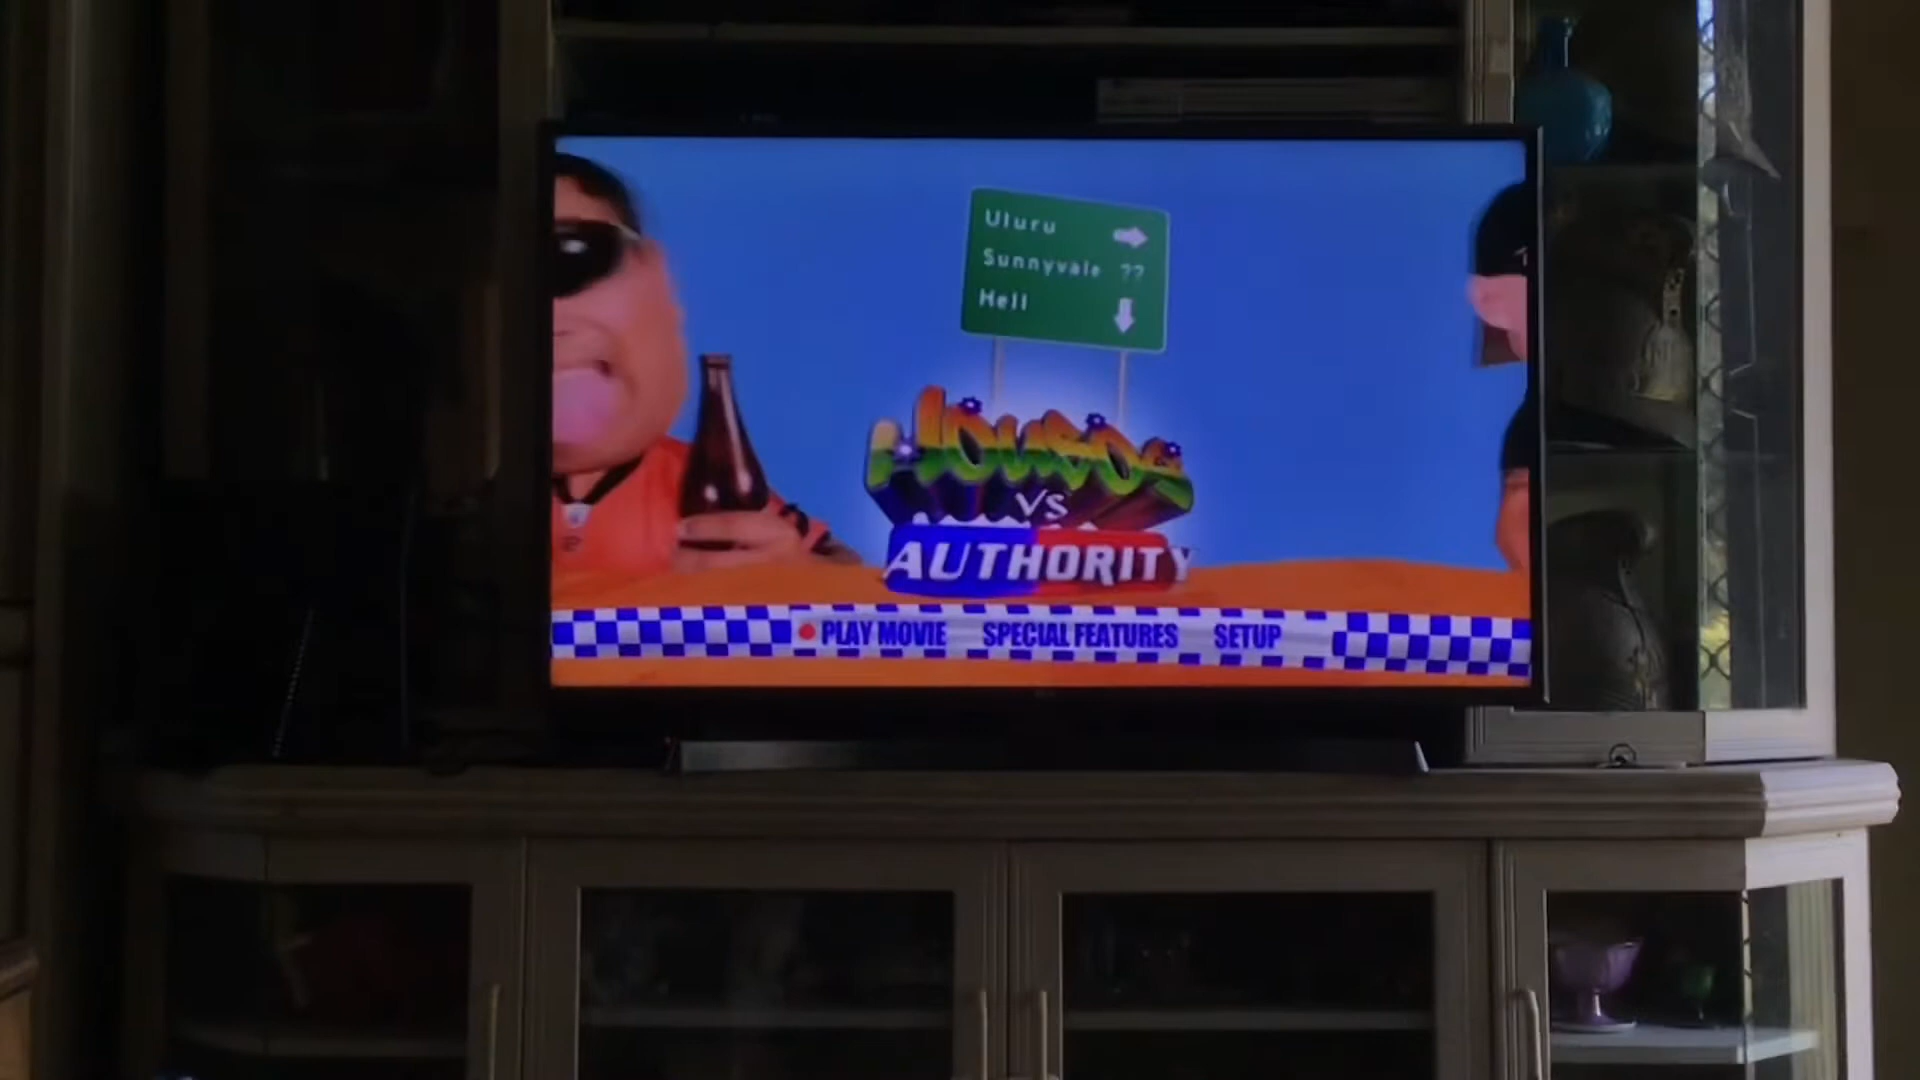 Uluru
Sunnyvale ??
Hell
Housos
VS
AUTHORITY
PLAY MOVIE SPECIAL FEATURES SETUP